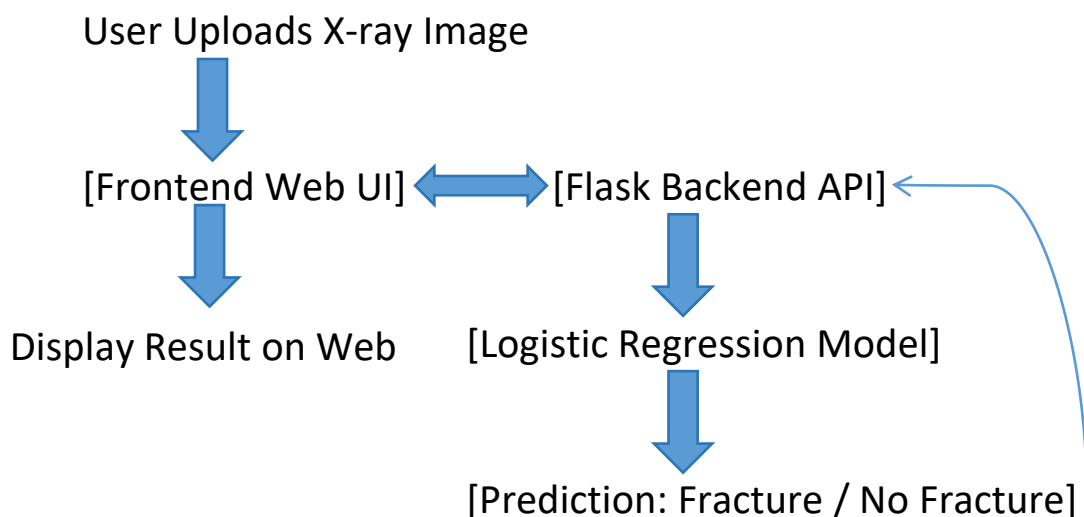 User Uploads X-ray Image
[Frontend Web UI]
[Flask Backend API]
Display Result on Web
[Logistic Regression Model]
[Prediction: Fracture / No Fracture]